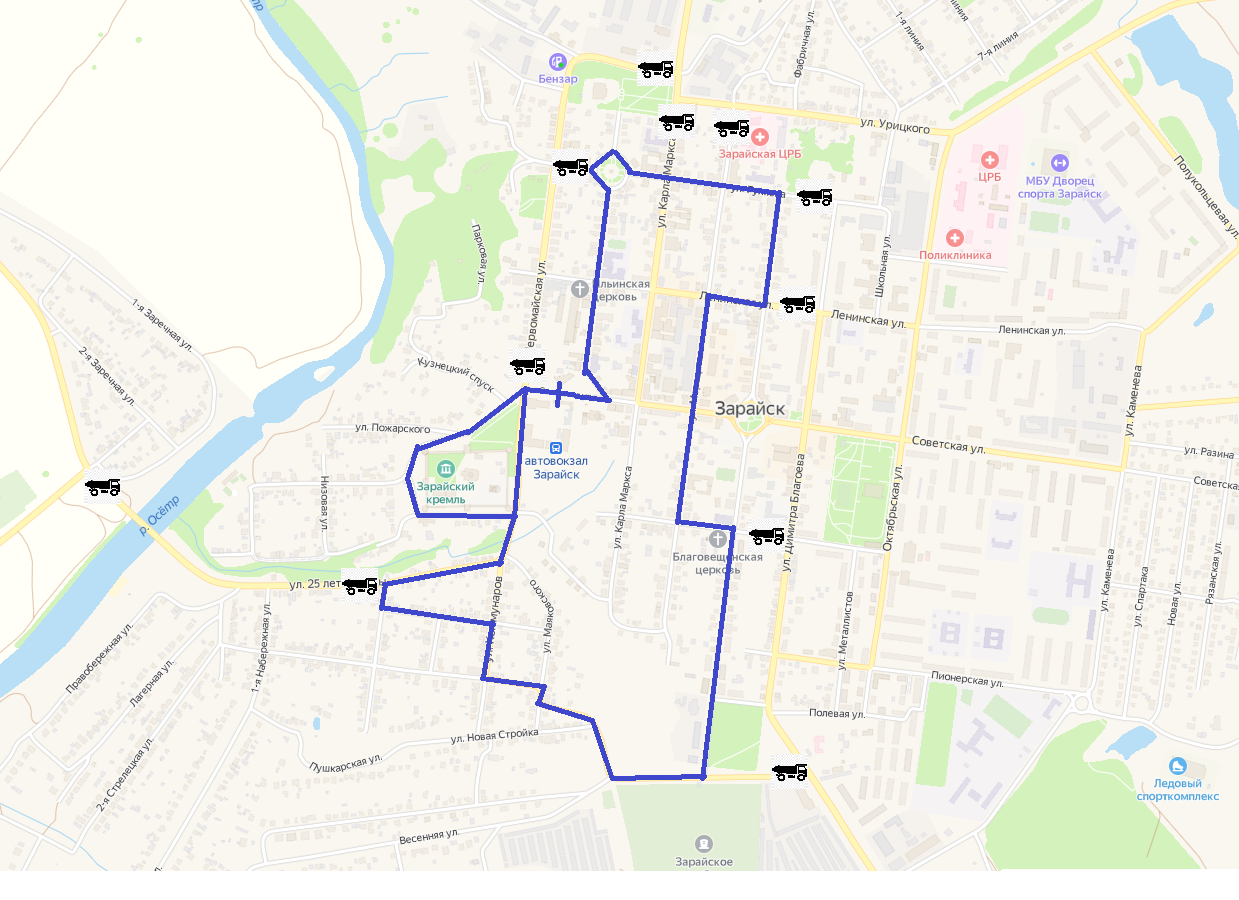 тр
1-я линия
линия
7-я линия
Фабричная ул.
Бензар
ул. Урицкого
Зарайская ЦРБ
ул. Карла Маркса
ЦРБ
МБУ Дворец
спорта Зарайск
Полукольцевая ул.
Поликлиника
Школьная ул.
Парковая ул.
Ильинская
церковь
ервомайская ул.
Ленинская ул.
Ленинская ул.
1-я Заречная ул.
2-я Заречная ул.
Кузнецкий спуск
ул. Каменева
Зарайск
ул. Пожарского
Советская ул.
ул. Разина
Советская
автовокзал
Зарайск
Зарайский
кремль
Низовая ул.
р. Осётр
ул. Карла Маркса
ул. Димитра Благоева
Октябрьская ул.
Благовещенская
церковь
ул. 25 лет
ул. Маяковского
ул. Каменева
ул. Спартака
Новая ул.
Рязанская ул.
ул. Металлистов
Правобережная ул.
Лагерная ул.
1-я Набережная ул.
Пионерская ул.
Полевая ул.
ул. Новая Стройка
Пушкарская ул.
2-я Стрелецкая ул.
Ледовый
спорткомплекс
Весенняя ул.
Зарайское